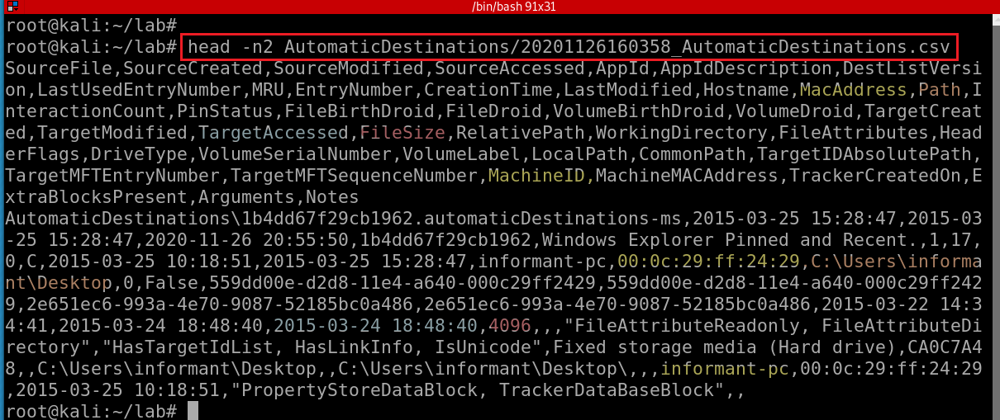 /bin/bash 91x31
root@kali:~/lab#
root@kali:~/lab# head -n2 AutomaticDestinations/20201126160358_AutomaticDestinations.csv
SourceFile,SourceCreated,SourceModified,SourceAccessed,AppId,AppIdDescription,DestListVersi
on,LastUsedEntryNumber,MRU,EntryNumber,CreationTime,LastModified,Hostname,MacAddress,Path,I
nteractionCount,PinStatus,FileBirthDroid,FileDroid,VolumeBirthDroid,VolumeDroid,TargetCreat
ed,TargetModified,TargetAccessed,FileSize,RelativePath,WorkingDirectory,FileAttributes,Head
erFlags,DriveType,VolumeSerialNumber,VolumeLabel,LocalPath,CommonPath,TargetIDAbsolutePath,
TargetMFTEntryNumber,TargetMFTSequenceNumber,MachineID,MachineMACAddress,TrackerCreatedOn,E
xtraBlocksPresent,Arguments,Notes
AutomaticDestinations\1b4dd67f29cb1962.automaticDestinations-ms,2015-03-25 15:28:47,2015-03
-25 15:28:47,2020-11-26 20:55:50,1b4dd67f29cb1962,Windows Explorer Pinned and Recent.,1,17,
0,C,2015-03-25 10:18:51,2015-03-25 15:28:47,informant-pc,00:0c:29:ff:24:29,C:\Users\informa
nt\Desktop,0,False,559dd00e-d2d8-11e4-a640-000c29ff2429,559dd00e-d2d8-11e4-a640-000c29ff242
9,2e651ec6-993a-4e70-9087-52185bc0a486,2e651ec6-993a-4e70-9087-52185bc0a486,2015-03-22 14:3
4:41,2015-03-24 18:48:40,2015-03-24 18:48:40,4096,,,"FileAttributeReadonly, FileAttributeDi
rectory","HasTargetIdList, HasLinkInfo, IsUnicode",Fixed storage media (Hard drive),CA0C7A4
8,,C:\Users\informant\Desktop,,C:\Users\informant\Desktop\,,,informant-pc,00:0c:29:ff:24:29
,2015-03-25 10:18:51,"PropertyStoreDataBlock, TrackerDataBaseBlock",,
root@kali:~/lab#